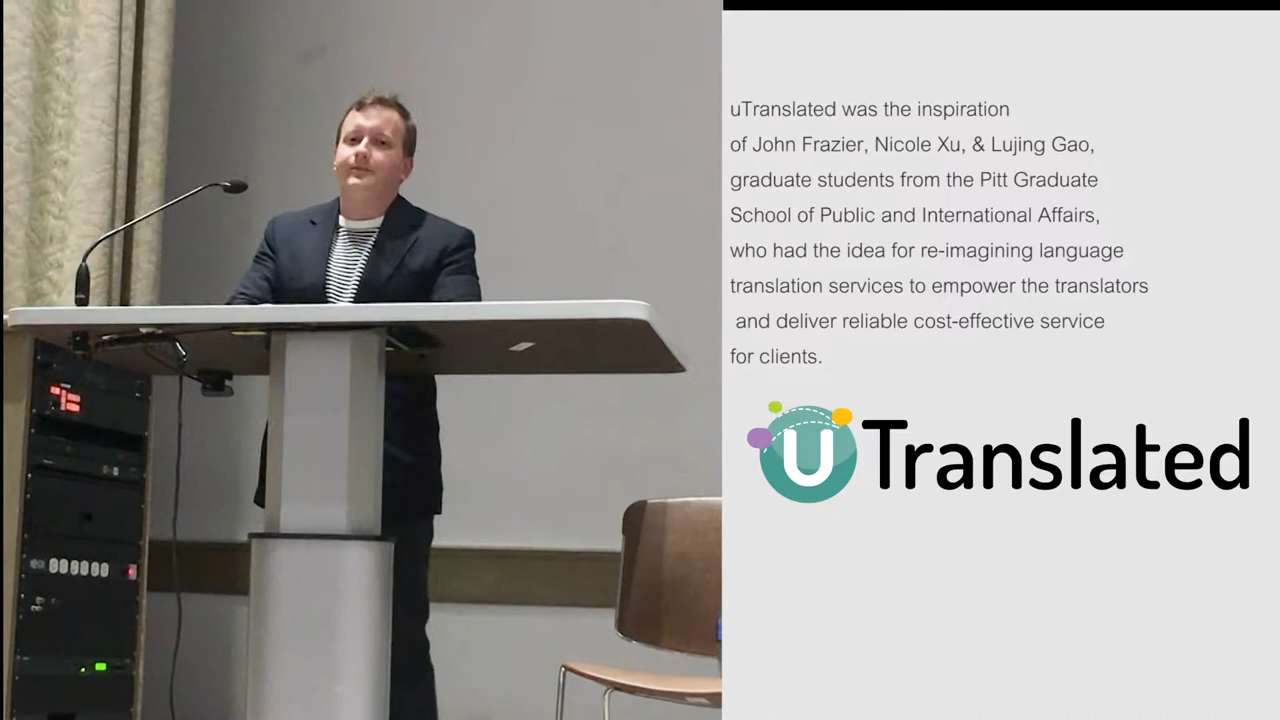 uTranslated was the inspiration
of John Frazier, Nicole Xu, & Lujing Gao,
graduate students from the Pitt Graduate
School of Public and International Affairs,
who had the idea for re-imagining language
translation services to empower the translators
and deliver reliable cost-effective service
for clients.
U Translated